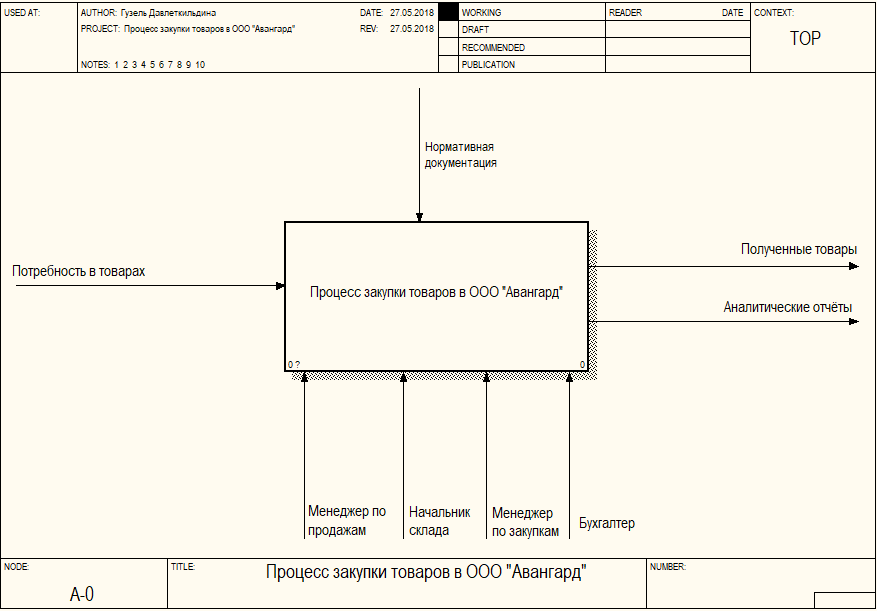 USED AT:
AUTHOR: Гузель Давлеткильдина
DATE: 27.05.2018
WORKING
READER
DATE
CONTEXT:
PROJECT: Процесс закупки товаров в ООО "Авангард"
REV: 27.05.2018
DRAFT
TOP
RECOMMENDED
NOTES: 1 2 3 4 5 6 7 8 9 10
PUBLICATION
Нормативная
документация
Полученные товары
Потребность в товарах
Процесс закупки товаров в ООО "Авангард"
Аналитические отчёты
0 ?
0
Менеджер по
продажам
Начальник
склада
Менеджер
по закупкам
Бухгалтер
NODE:
A-0
TITLE:
Процесс закупки товаров в ООО "Авангард"
NUMBER: